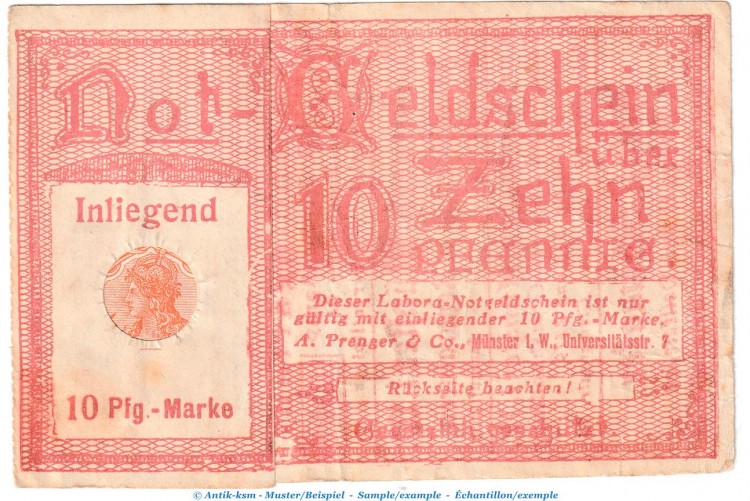 Not-Geldschein
über
10 Zehn
PFENNIG.
Inliegend
10 Pfg.-Marke
Dieser Labora-Notgeldschein ist nur
gültig mit einliegender 10 Pfg.-Marke.
A. Prenger & Co., Münster i. W., Universitätsstr. 7
Rückseite beachten!
© Antik-ksm - Muster/Beispiel - Sample/example - Échantillon/exemple